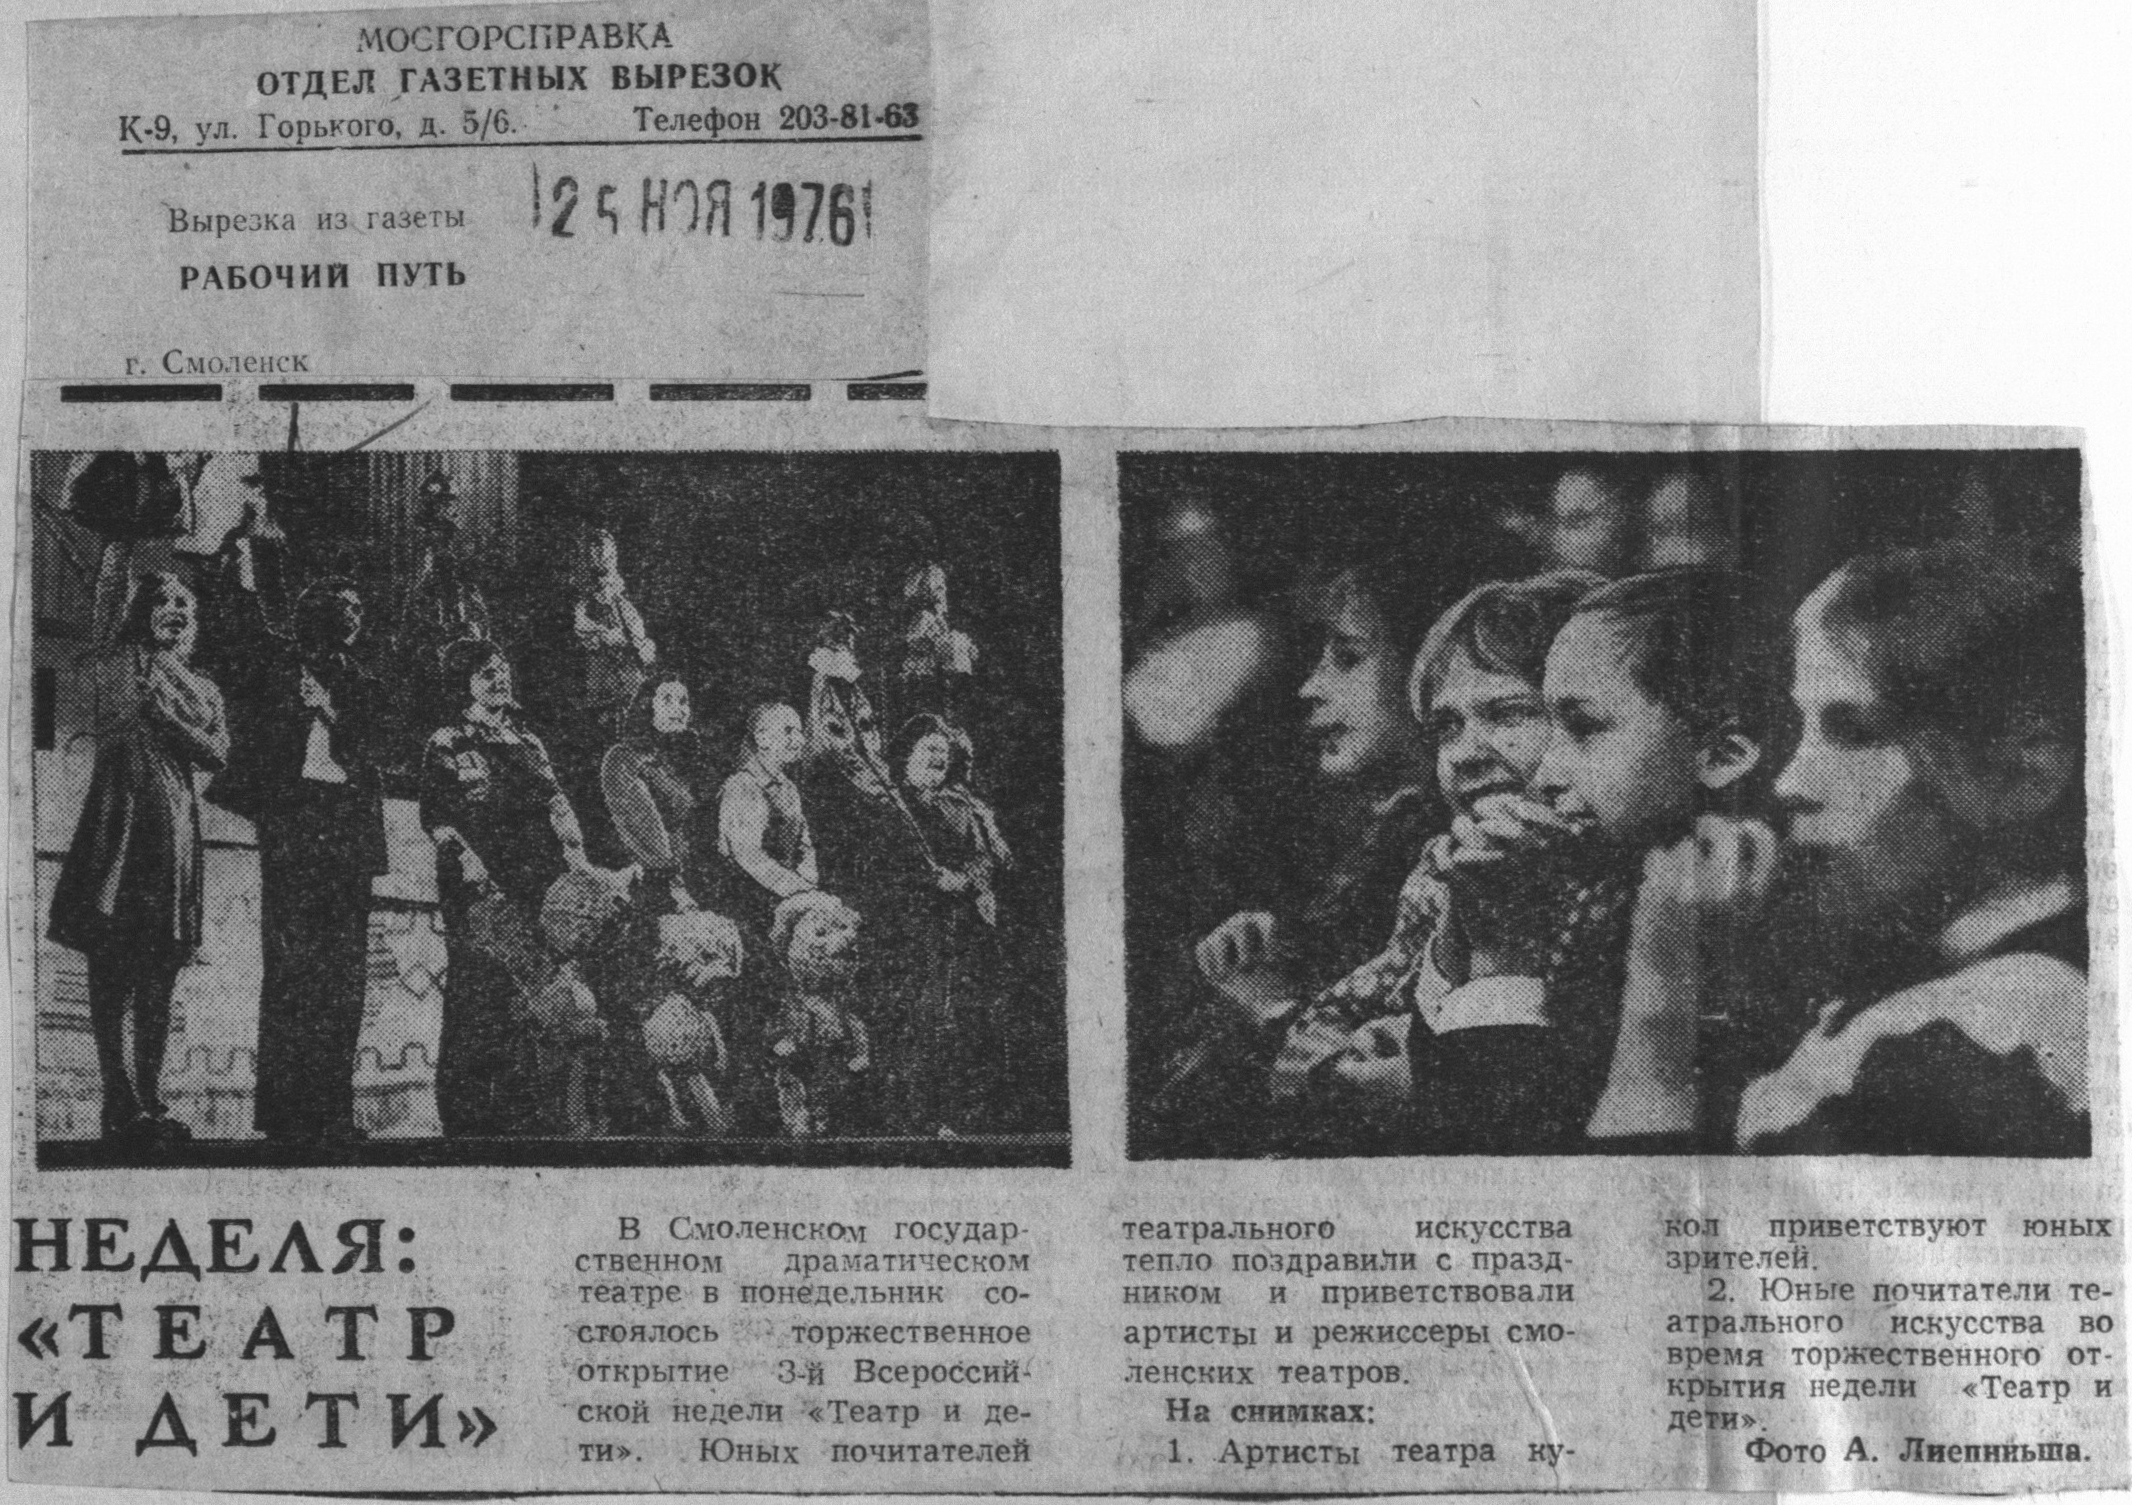 МОСГОРСПРАВКА
ОТДЕЛ ГАЗЕТНЫХ ВЫРЕЗОК
К-9, ул. Горького, д. 5/6. Телефон 203-81-63
Вырезка из газеты
25 НОЯ 1976
РАБОЧИЙ ПУТЬ
г. Смоленск
НЕДЕЛЯ:
«ТЕАТР
И ДЕТИ»
В Смоленском государ-
ственном драматическом
театре в понедельник со-
стоялось торжественное
открытие 3-й Всероссий-
ской недели «Театр и де-
ти». Юных почитателей
театрального искусства
тепло поздравили с празд-
ником и приветствовали
артисты и режиссеры смо-
ленских театров.
На снимках:
1. Артисты театра ку-
кол приветствуют юных
зрителей.
2. Юные почитатели те-
атрального искусства во
время торжественного от-
крытия недели «Театр и
дети».
Фото А. Лиепиньша.